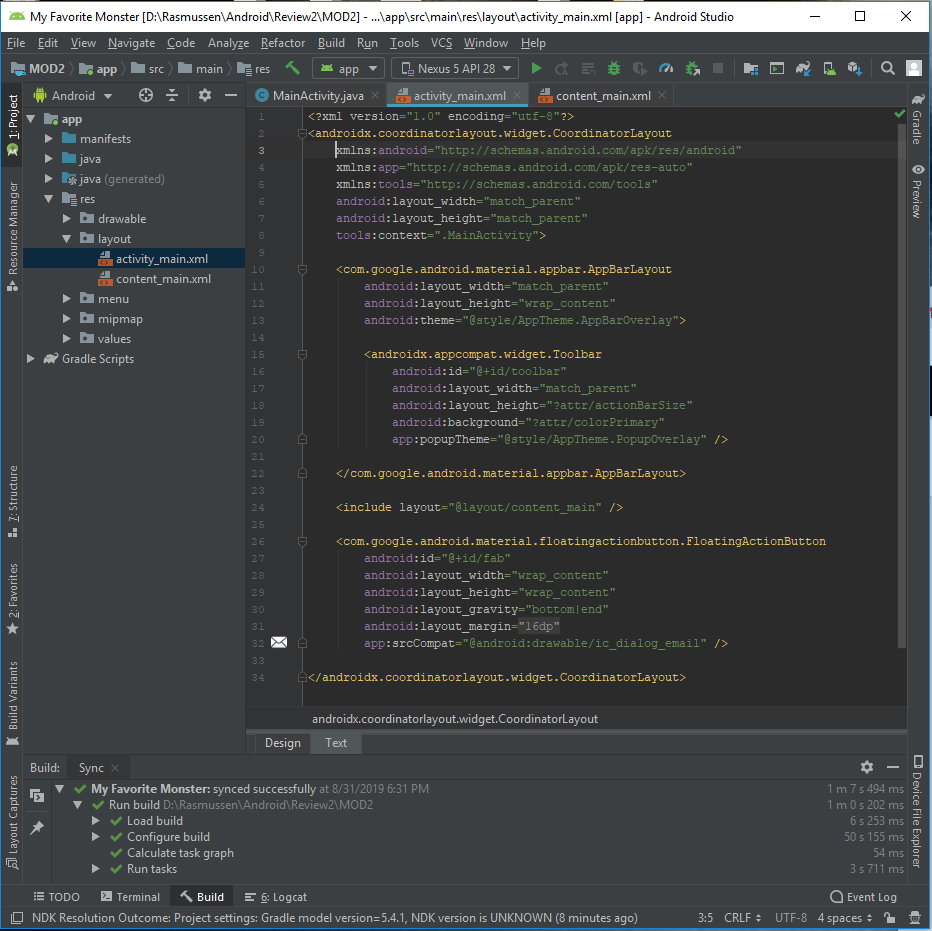 My Favorite Monster [D:\Rasmussen\Android\Review2\MOD2] - ...\app\src\main\res\layout\activity_main.xml [app] - Android Studio
File Edit View Navigate Code Analyze Refactor Build Run Tools VCS Window Help
MOD2 app src main res app Nexus 5 API 28
1: Project
Resource Manager
7: Structure
2: Favorites
Build Variants
Layout Captures
Android
app
manifests
java
java (generated)
res
drawable
layout
activity_main.xml
content_main.xml
menu
mipmap
values
Gradle Scripts
MainActivity.java activity_main.xml content_main.xml
1 <?xml version="1.0" encoding="utf-8"?>
2 <androidx.coordinatorlayout.widget.CoordinatorLayout
3 xmlns:android="http://schemas.android.com/apk/res/android"
4 xmlns:app="http://schemas.android.com/apk/res-auto"
5 xmlns:tools="http://schemas.android.com/tools"
6 android:layout_width="match_parent"
7 android:layout_height="match_parent"
8 tools:context=".MainActivity">
9
10 <com.google.android.material.appbar.AppBarLayout
11 android:layout_width="match_parent"
12 android:layout_height="wrap_content"
13 android:theme="@style/AppTheme.AppBarOverlay">
14
15 <androidx.appcompat.widget.Toolbar
16 android:id="@+id/toolbar"
17 android:layout_width="match_parent"
18 android:layout_height="?attr/actionBarSize"
19 android:background="?attr/colorPrimary"
20 app:popupTheme="@style/AppTheme.PopupOverlay" />
21
22 </com.google.android.material.appbar.AppBarLayout>
23
24 <include layout="@layout/content_main" />
25
26 <com.google.android.material.floatingactionbutton.FloatingActionButton
27 android:id="@+id/fab"
28 android:layout_width="wrap_content"
29 android:layout_height="wrap_content"
30 android:layout_gravity="bottom|end"
31 android:layout_margin="16dp"
32 app:srcCompat="@android:drawable/ic_dialog_email" />
33
34 </androidx.coordinatorlayout.widget.CoordinatorLayout>
androidx.coordinatorlayout.widget.CoordinatorLayout
Design Text
Gradle
Preview
Device File Explorer
Build: Sync
My Favorite Monster: synced successfully at 8/31/2019 6:31 PM 1 m 7 s 494 ms
Run build D:\Rasmussen\Android\Review2\MOD2 1 m 0 s 202 ms
Load build 6 s 253 ms
Configure build 50 s 155 ms
Calculate task graph 54 ms
Run tasks 3 s 711 ms
TODO Terminal Build 6: Logcat Event Log
NDK Resolution Outcome: Project settings: Gradle model version=5.4.1, NDK version is UNKNOWN (8 minutes ago) 3:5 CRLF UTF-8 4 spaces